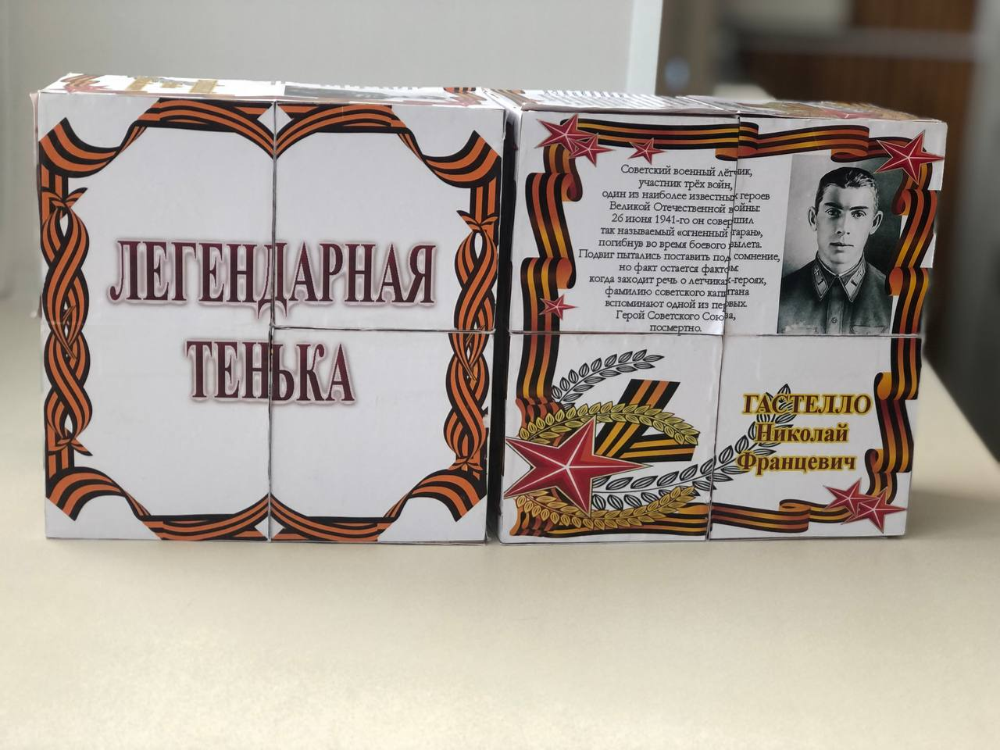 ЛЕГЕНДАРНАЯ
ТЕНЬКА
Советский военный лётчик,
участник трёх войн,
один из наиболее известных героев
Великой Отечественной войны:
26 июня 1941-го он совершил
так называемый «огненный таран»,
погибнув во время боевого вылета.
Подвиг пытались поставить под сомнение,
но факт остается фактом:
когда заходит речь о летчиках-героях,
фамилию советского капитана
вспоминают одной из первых.
Герой Советского Союза,
посмертно.
ГАСТЕЛЛО
Николай
Францевич